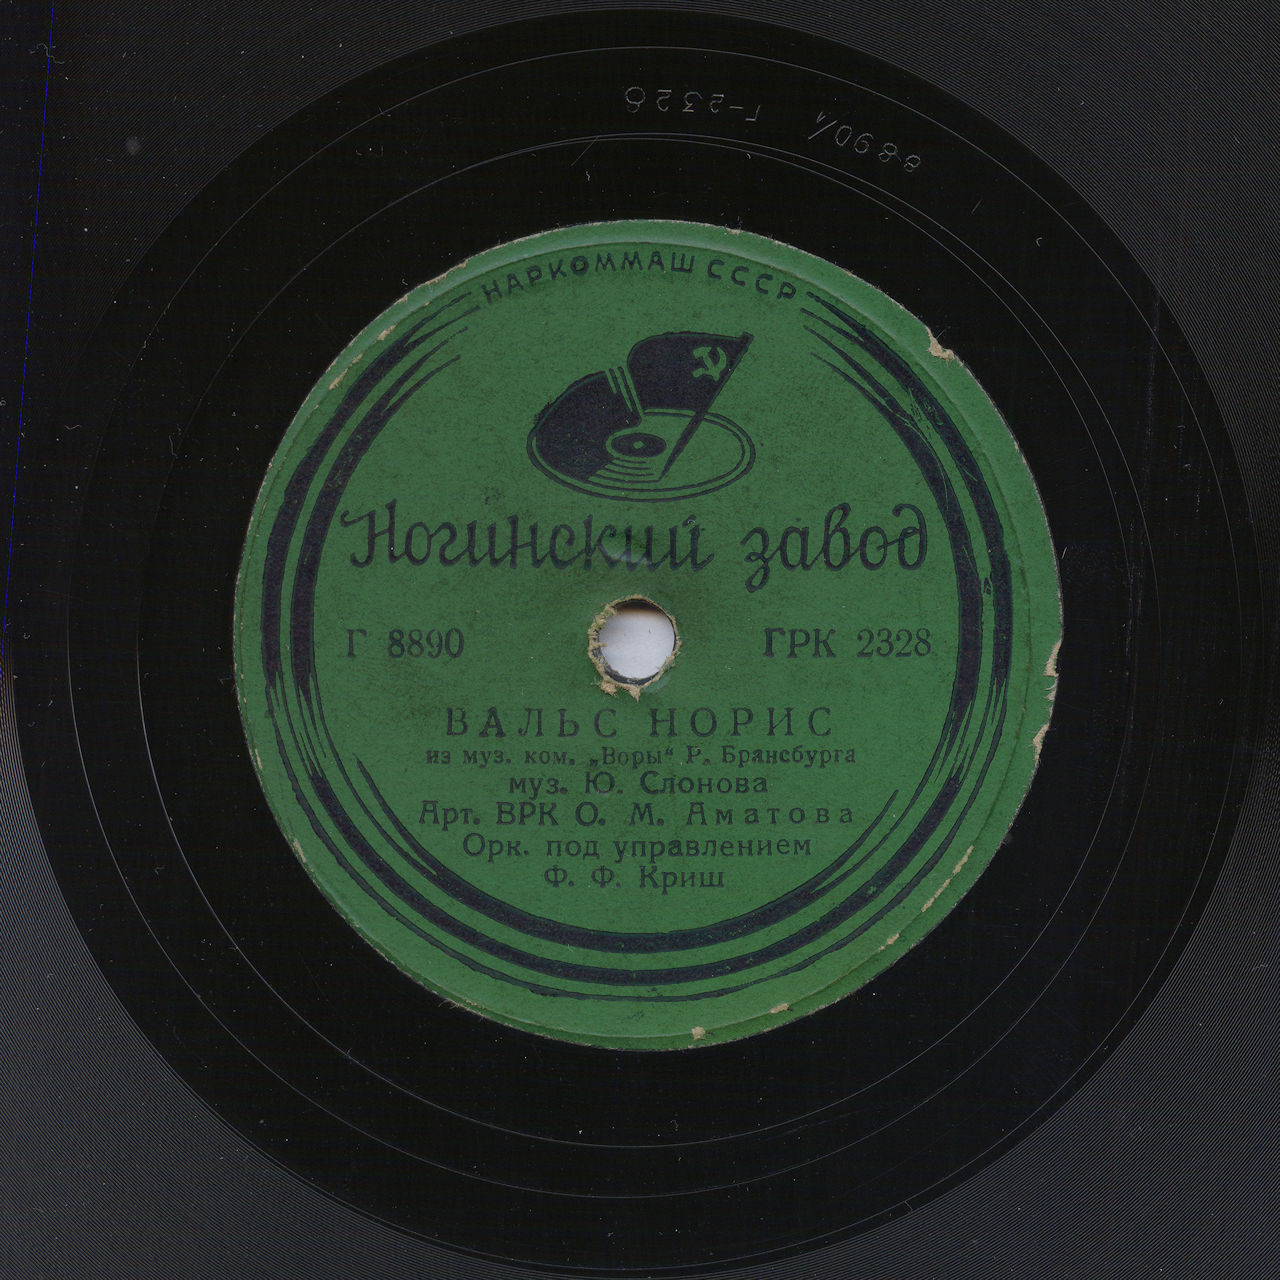 Г-2328 8890/
НАРКОММАШ СССР
Ногинский завод
Г 8890 ГРК 2328
ВАЛЬС НОРИС
из муз. ком. „Воры“ Р. Брансбурга
муз. Ю. Слонова
Арт. ВРК О. М. Аматова
Орк. под управлением
Ф. Ф. Криш